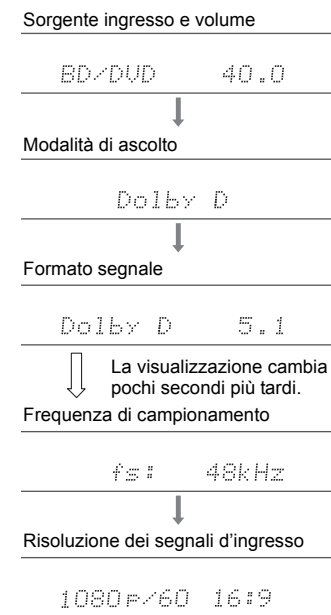 Sorgente ingresso e volume
BD/DVD 40.0
Modalità di ascolto
Dolby D
Formato segnale
Dolby D 5.1
La visualizzazione cambia
pochi secondi più tardi.
Frequenza di campionamento
fs: 48kHz
Risoluzione dei segnali d'ingresso
1080p/60 16:9